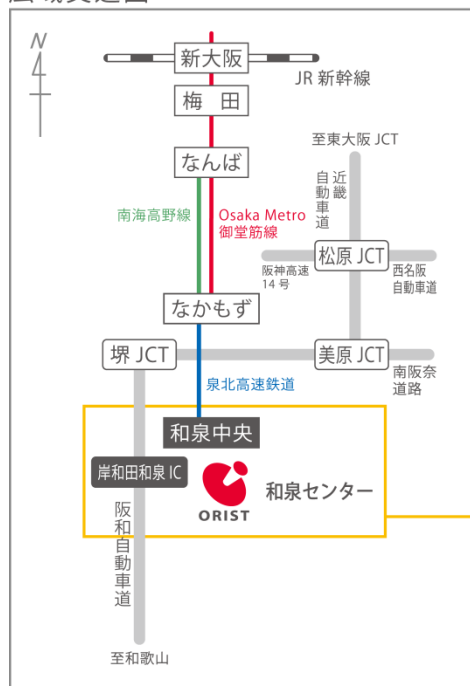 N
新大阪
JR 新幹線
梅 田
至東大阪 JCT
なんば
近畿
自動車道
南海高野線
Osaka Metro
御堂筋線
松原 JCT
阪神高速
14 号
西名阪
自動車道
なかもず
堺 JCT
美原 JCT
南阪奈
道路
泉北高速鉄道
和泉中央
岸和田和泉 IC
和泉センター
ORIST
阪和自動車道
至和歌山